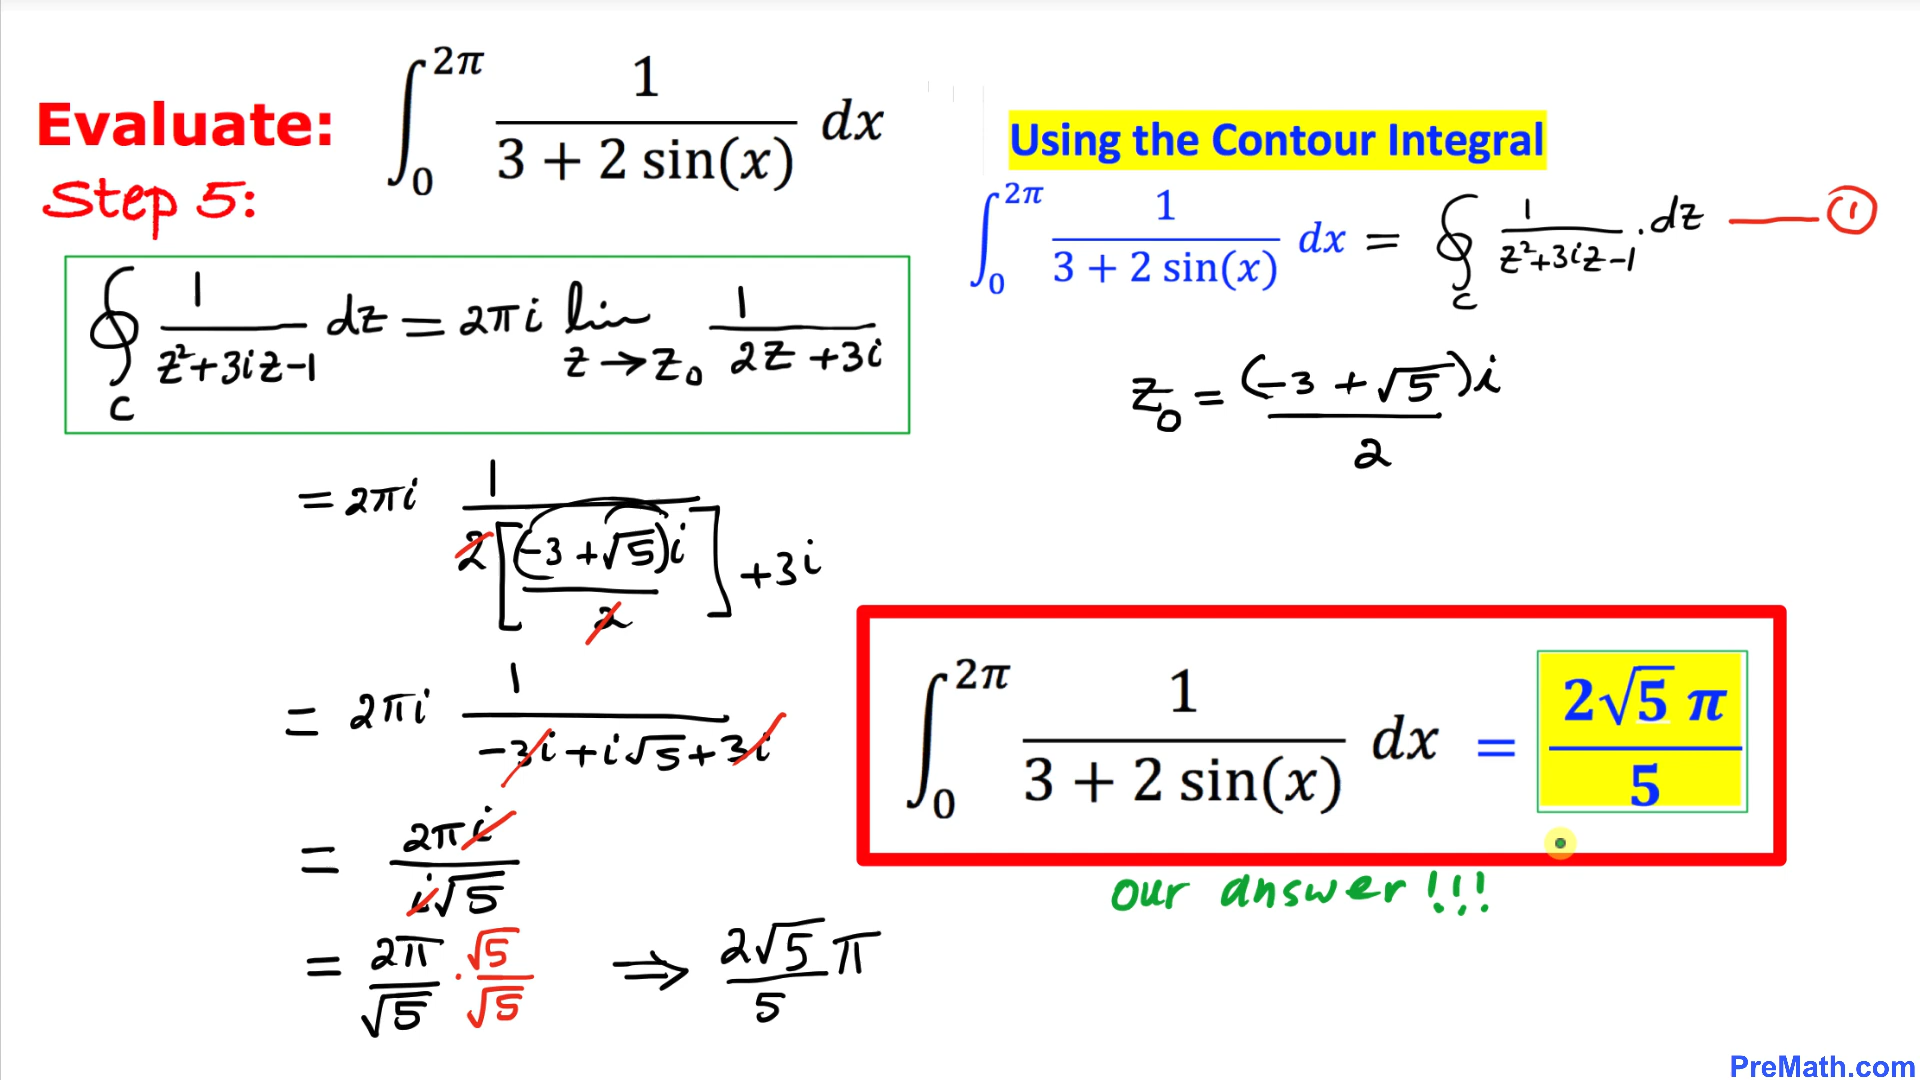 Evaluate: ∫₀^2π 1/(3 + 2 sin(x)) dx
Step 5:
∮_C 1/(z²+3iz−1) dz = 2πi lim_{z→z₀} 1/(2z+3i)
= 2πi 1/(2[(−3+√5)i/2]+3i)
= 2πi 1/(−3i+i√5+3i)
= 2πi/(i√5)
= 2π/√5 · √5/√5 ⇒ 2√5/5 π
Using the Contour Integral
∫₀^2π 1/(3 + 2 sin(x)) dx = ∮_C 1/(z²+3iz−1) · dz —— ①
z₀ = (−3+√5)i/2
∫₀^2π 1/(3 + 2 sin(x)) dx = 2√5 π/5
our answer!!!
PreMath.com